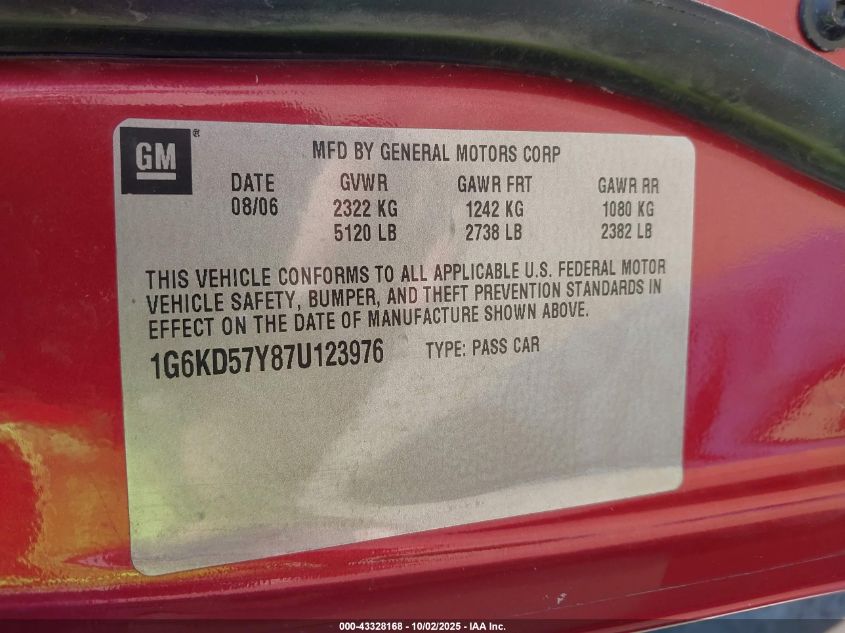 GM ®
MFD BY GENERAL MOTORS CORP
DATE GVWR GAWR FRT GAWR RR
08/06 2322 KG 1242 KG 1080 KG
5120 LB 2738 LB 2382 LB
THIS VEHICLE CONFORMS TO ALL APPLICABLE U.S. FEDERAL MOTOR
VEHICLE SAFETY, BUMPER, AND THEFT PREVENTION STANDARDS IN
EFFECT ON THE DATE OF MANUFACTURE SHOWN ABOVE.
1G6KD57Y87U123976 TYPE: PASS CAR
000-43328168 - 10/02/2025 - IAA Inc.